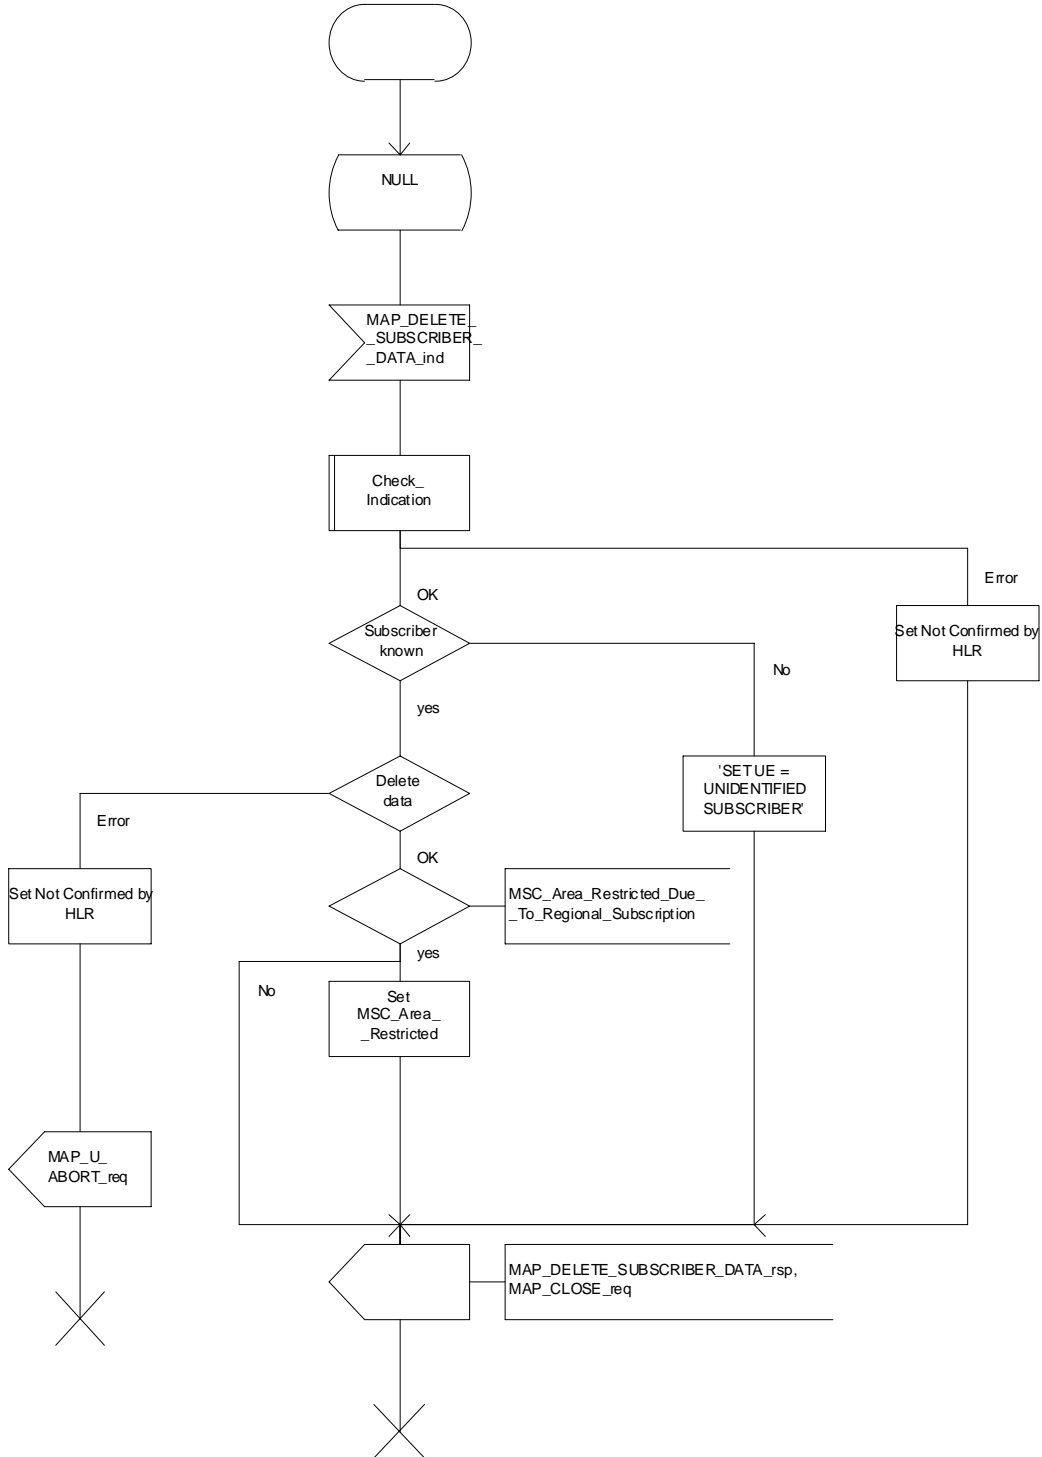 NULL
MAP_DELETE_
_SUBSCRIBER_
_DATA_ind
Check_
Indication
Error
OK
Subscriber
known
Set Not Confirmed by
HLR
No
yes
'SET UE =
UNIDENTIFIED
SUBSCRIBER'
Delete
data
Error
OK
Set Not Confirmed by
HLR
MSC_Area_Restricted_Due_
_To_Regional_Subscription
yes
No
Set
MSC_Area_
_Restricted
MAP_U_
ABORT_req
MAP_DELETE_SUBSCRIBER_DATA_rsp,
MAP_CLOSE_req